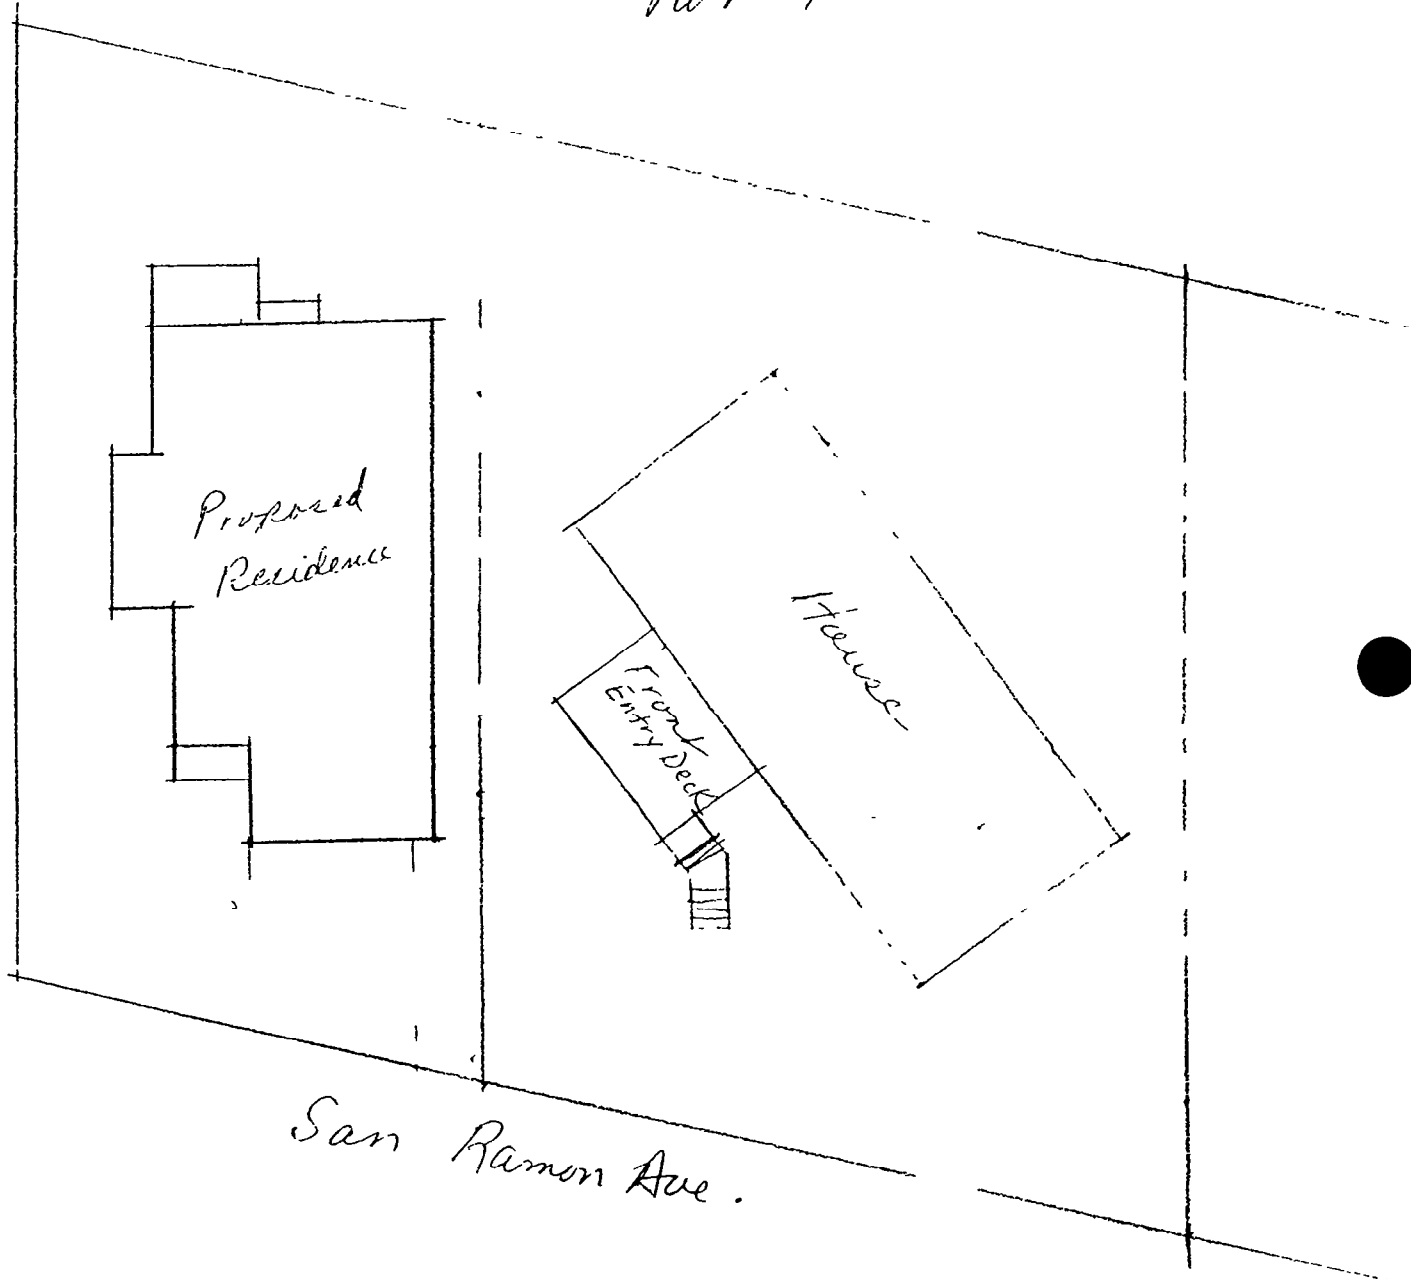 Proposed
Residence
House
Front
Entry Deck
San Ramon Ave.